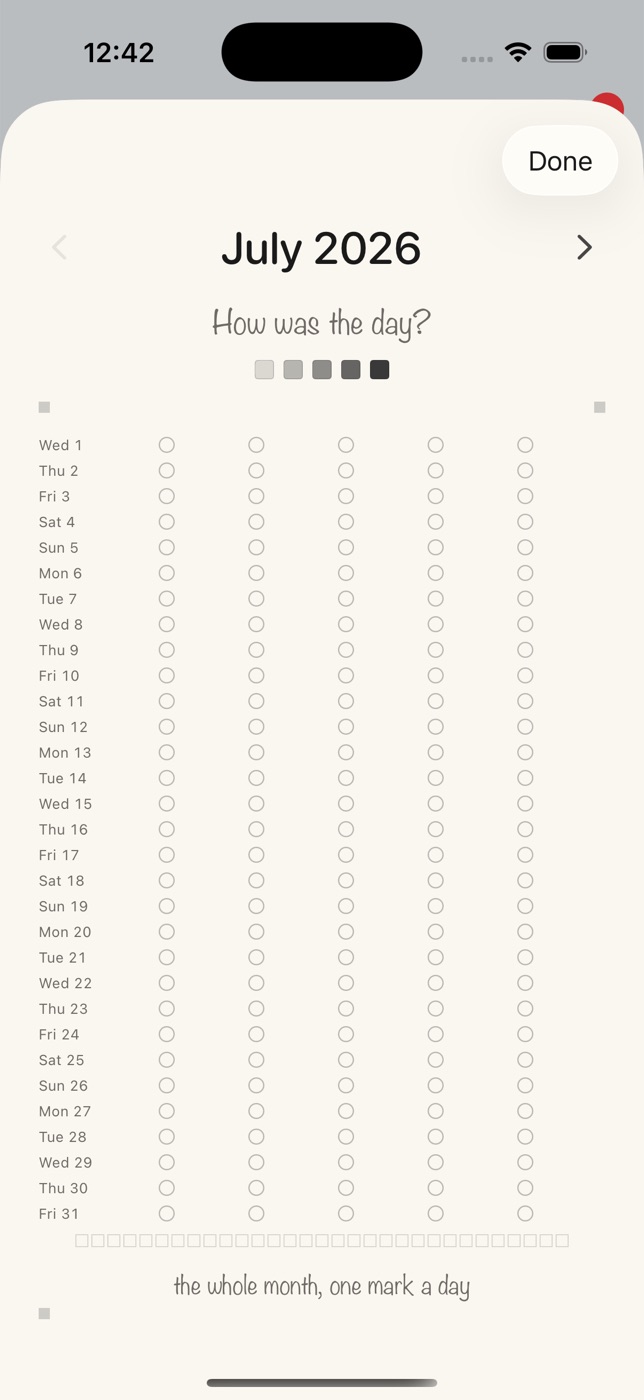 12:42
Done
July 2026
How was the day?
Wed 1
Thu 2
Fri 3
Sat 4
Sun 5
Mon 6
Tue 7
Wed 8
Thu 9
Fri 10
Sat 11
Sun 12
Mon 13
Tue 14
Wed 15
Thu 16
Fri 17
Sat 18
Sun 19
Mon 20
Tue 21
Wed 22
Thu 23
Fri 24
Sat 25
Sun 26
Mon 27
Tue 28
Wed 29
Thu 30
Fri 31
the whole month, one mark a day